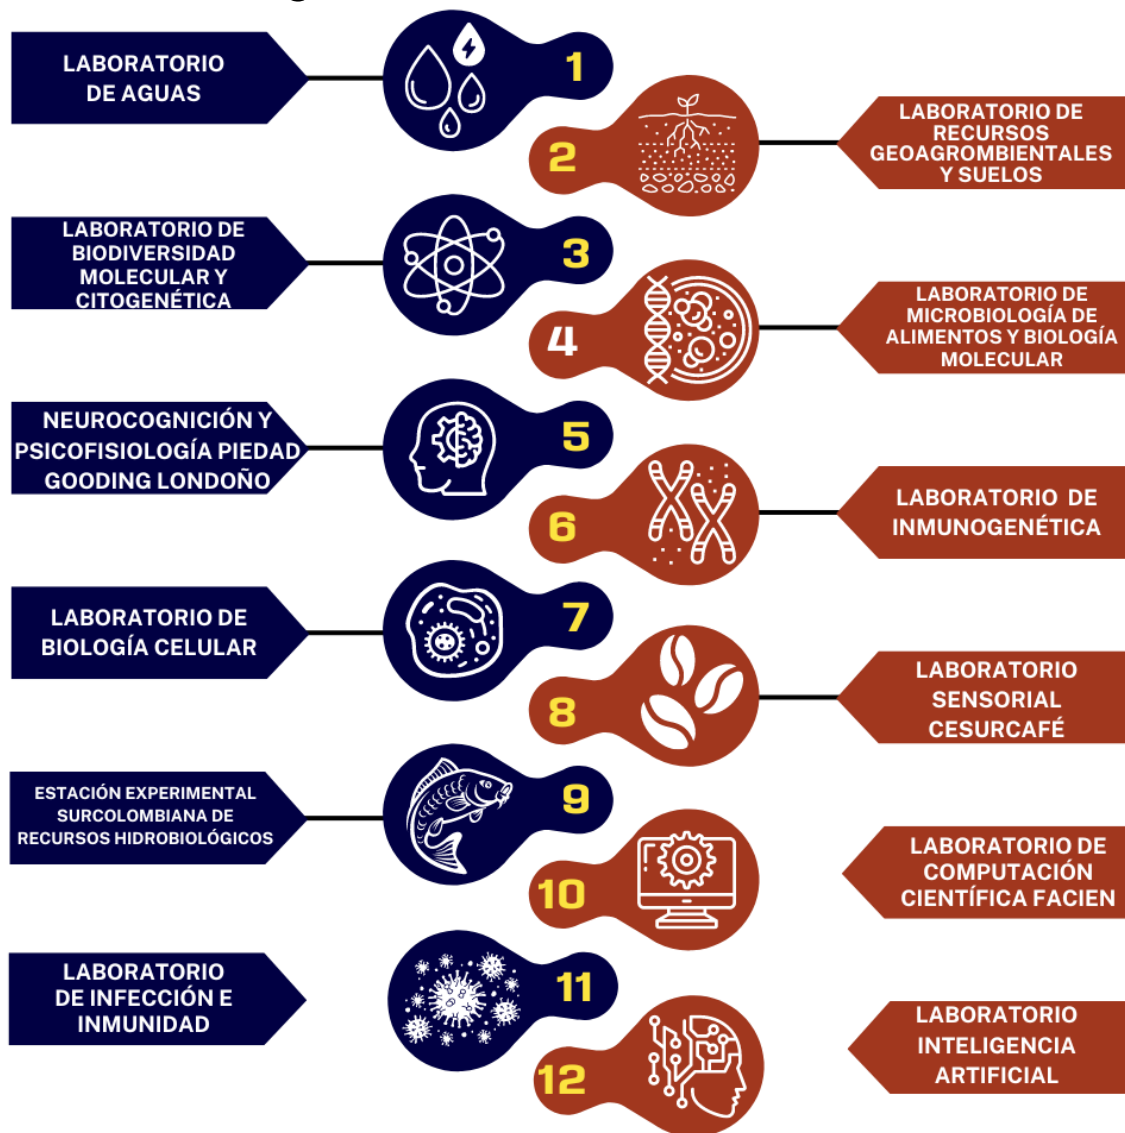 LABORATORIO
DE AGUAS
1
2
LABORATORIO DE
RECURSOS
GEOAGROMBIENTALES
Y SUELOS
LABORATORIO DE
BIODIVERSIDAD
MOLECULAR Y
CITOGENÉTICA
3
4
LABORATORIO DE
MICROBIOLOGÍA DE
ALIMENTOS Y BIOLOGÍA
MOLECULAR
NEUROCOGNICIÓN Y
PSICOFISIOLOGÍA PIEDAD
GOODING LONDOÑO
5
6
LABORATORIO DE
INMUNOGENÉTICA
LABORATORIO DE
BIOLOGÍA CELULAR
7
8
LABORATORIO
SENSORIAL
CESURCAFÉ
ESTACIÓN EXPERIMENTAL
SURCOLOMBIANA DE
RECURSOS HIDROBIOLÓGICOS
9
10
LABORATORIO DE
COMPUTACIÓN
CIENTÍFICA FACIEN
LABORATORIO
DE INFECCIÓN E
INMUNIDAD
11
12
LABORATORIO
INTELIGENCIA
ARTIFICIAL